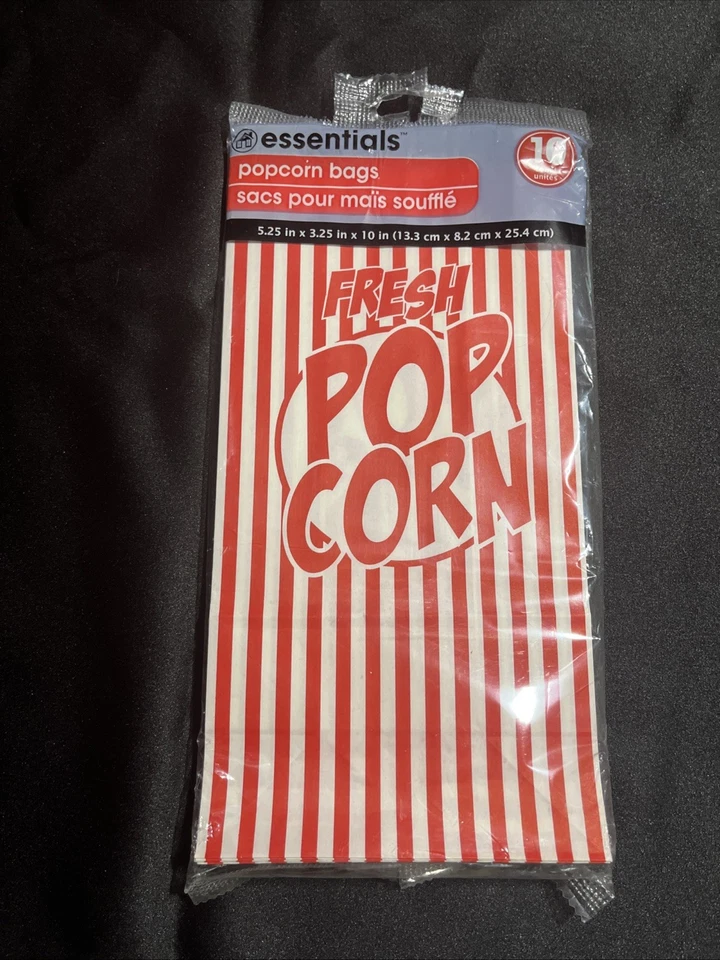 essentials™
10
unités
popcorn bags
sacs pour maïs soufflé
5.25 in x 3.25 in x 10 in (13.3 cm x 8.2 cm x 25.4 cm)
FRESH
POP
CORN